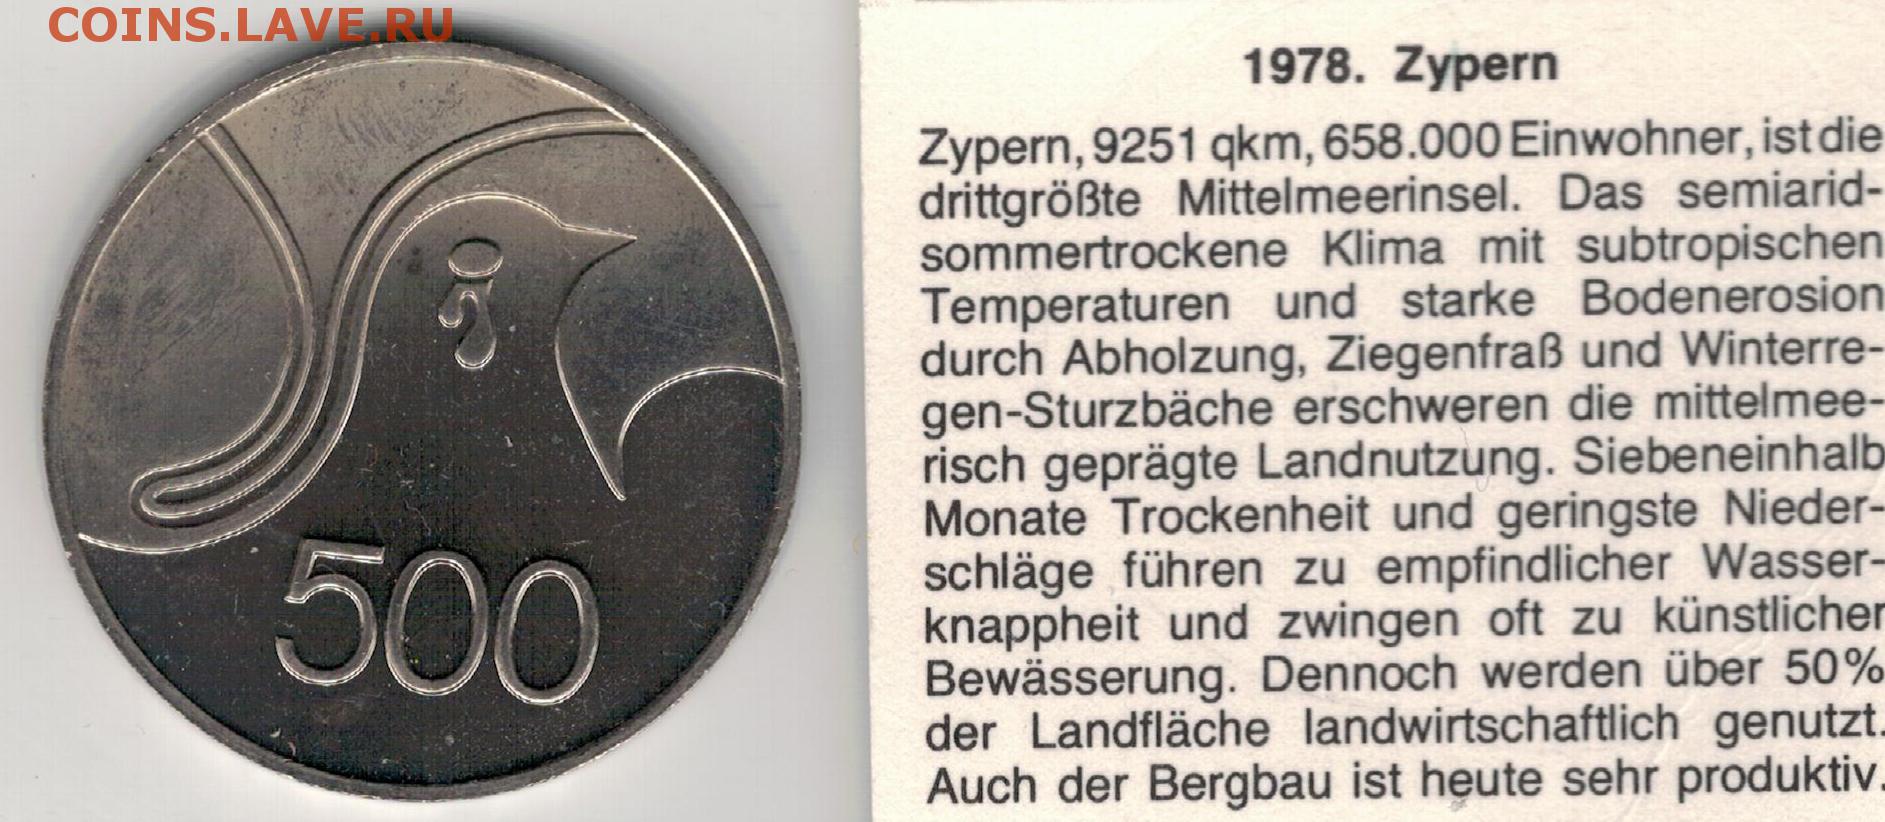 COINS.LAVE.RU
500
1978. Zypern
Zypern, 9251 qkm, 658.000 Einwohner, ist die
drittgrößte Mittelmeerinsel. Das semiarid-
sommertrockene Klima mit subtropischen
Temperaturen und starke Bodenerosion
durch Abholzung, Ziegenfraß und Winterre-
gen-Sturzbäche erschweren die mittelmee-
risch geprägte Landnutzung. Siebeneinhalb
Monate Trockenheit und geringste Nieder-
schläge führen zu empfindlicher Wasser-
knappheit und zwingen oft zu künstlicher
Bewässerung. Dennoch werden über 50%
der Landfläche landwirtschaftlich genutzt.
Auch der Bergbau ist heute sehr produktiv.